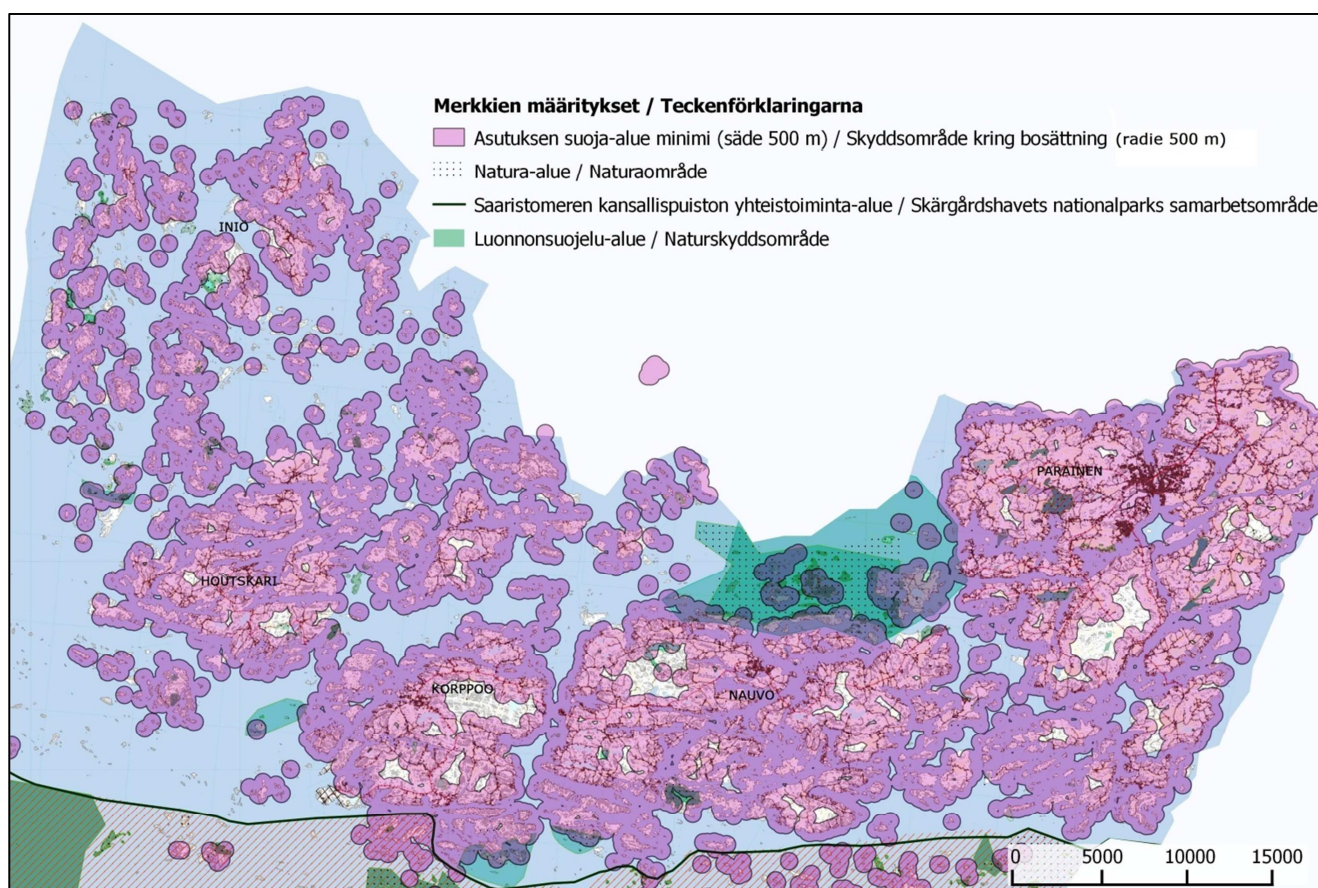 Merkkien määritykset / Teckenförklaringarna
Asutuksen suoja-alue minimi (säde 500 m) / Skyddsområde kring bosättning (radie 500 m)
Natura-alue / Naturaområde
Saaristomeren kansallispuiston yhteistoiminta-alue / Skärgårdshavets nationalparks samarbetsområde
Luonnonsuojelu-alue / Naturskyddsområde
INIÖ
PARAINEN
HOUTSKARI
KORPPOO
NAUVO
0 5000 10000 15000